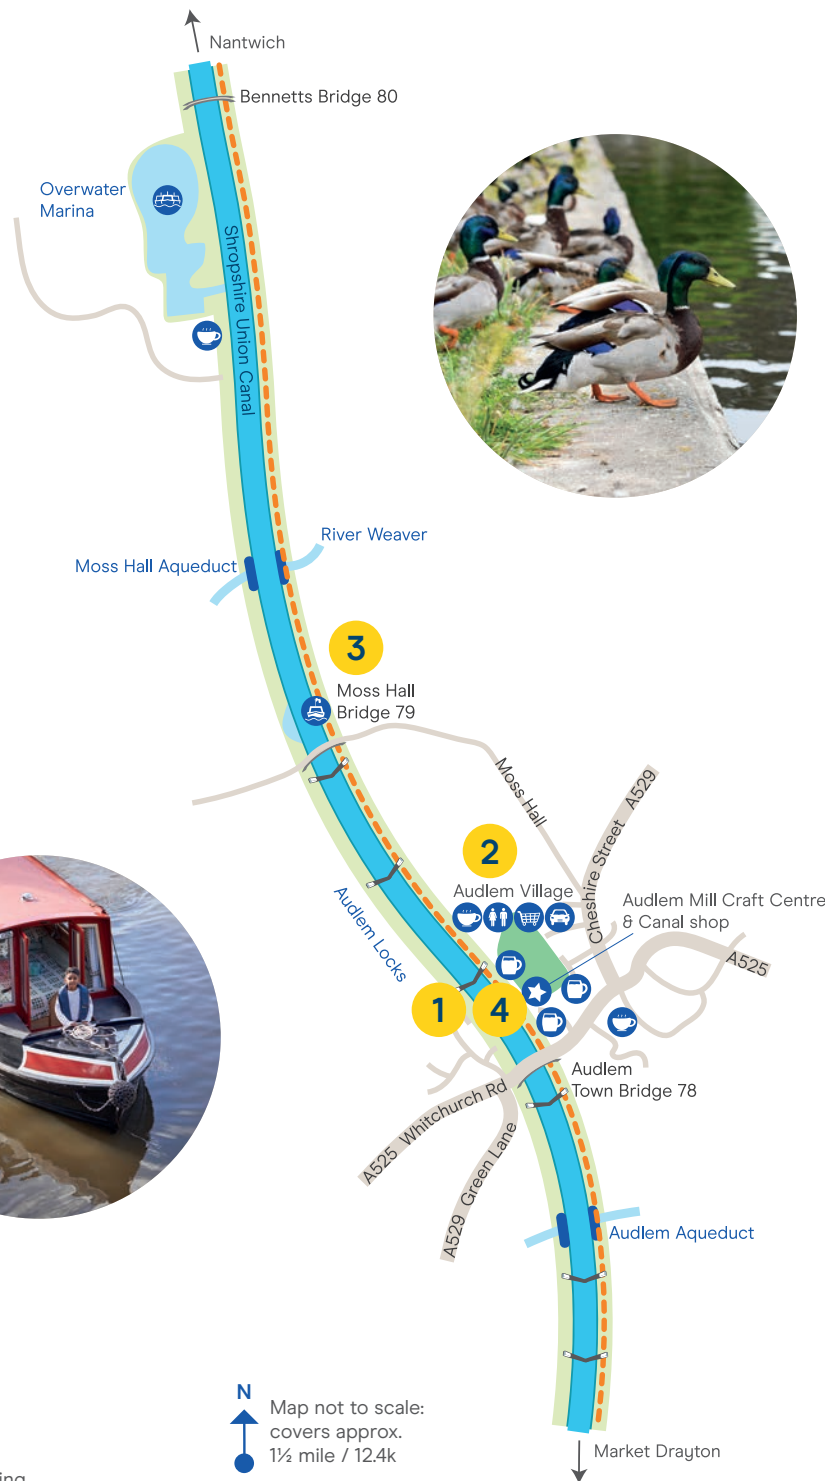 Nantwich
Bennetts Bridge 80
Overwater
Marina
Shropshire Union Canal
River Weaver
Moss Hall Aqueduct
3
Moss Hall
Bridge 79
Moss Hall
Cheshire Street A529
2
Audlem Village
Audlem Mill Craft Centre
& Canal shop
Audlem Locks
A525
1
4
Audlem
Town Bridge 78
A525 Whitchurch Rd
A529 Green Lane
Audlem Aqueduct
N
Map not to scale:
covers approx.
1½ mile / 12.4k
Market Drayton